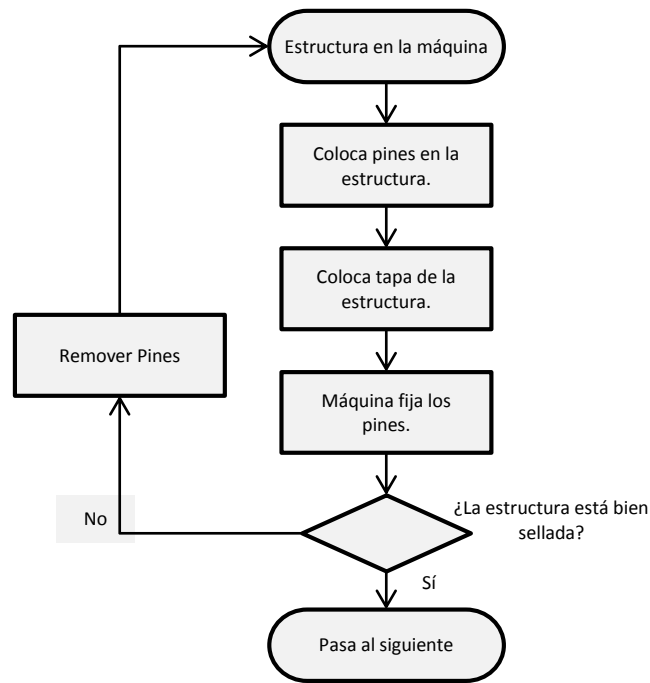 Estructura en la máquina
Coloca pines en la
estructura.
Coloca tapa de la
estructura.
Remover Pines
Máquina fija los
pines.
¿La estructura está bien
sellada?
No
Sí
Pasa al siguiente